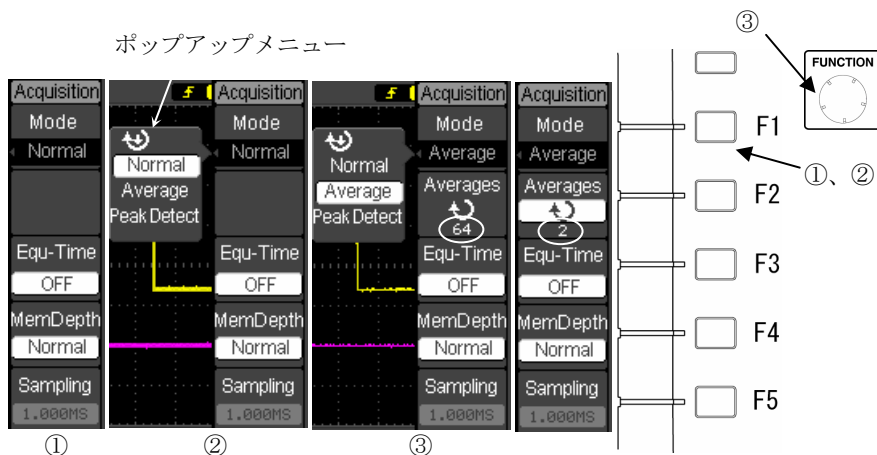 ポップアップメニュー
Acquisition
Mode
Normal
Equ-Time
OFF
MemDepth
Normal
Sampling
1.000MS
①
Normal
Average
Peak Detect
Acquisition
Mode
Normal
Equ-Time
OFF
MemDepth
Normal
Sampling
1.000MS
②
Normal
Average
Peak Detect
Acquisition
Mode
Average
Averages
64
Equ-Time
OFF
MemDepth
Normal
Sampling
1.000MS
③
Acquisition
Mode
Average
Averages
2
Equ-Time
OFF
MemDepth
Normal
Sampling
1.000MS
F1
F2
F3
F4
F5
③
FUNCTION
①、②